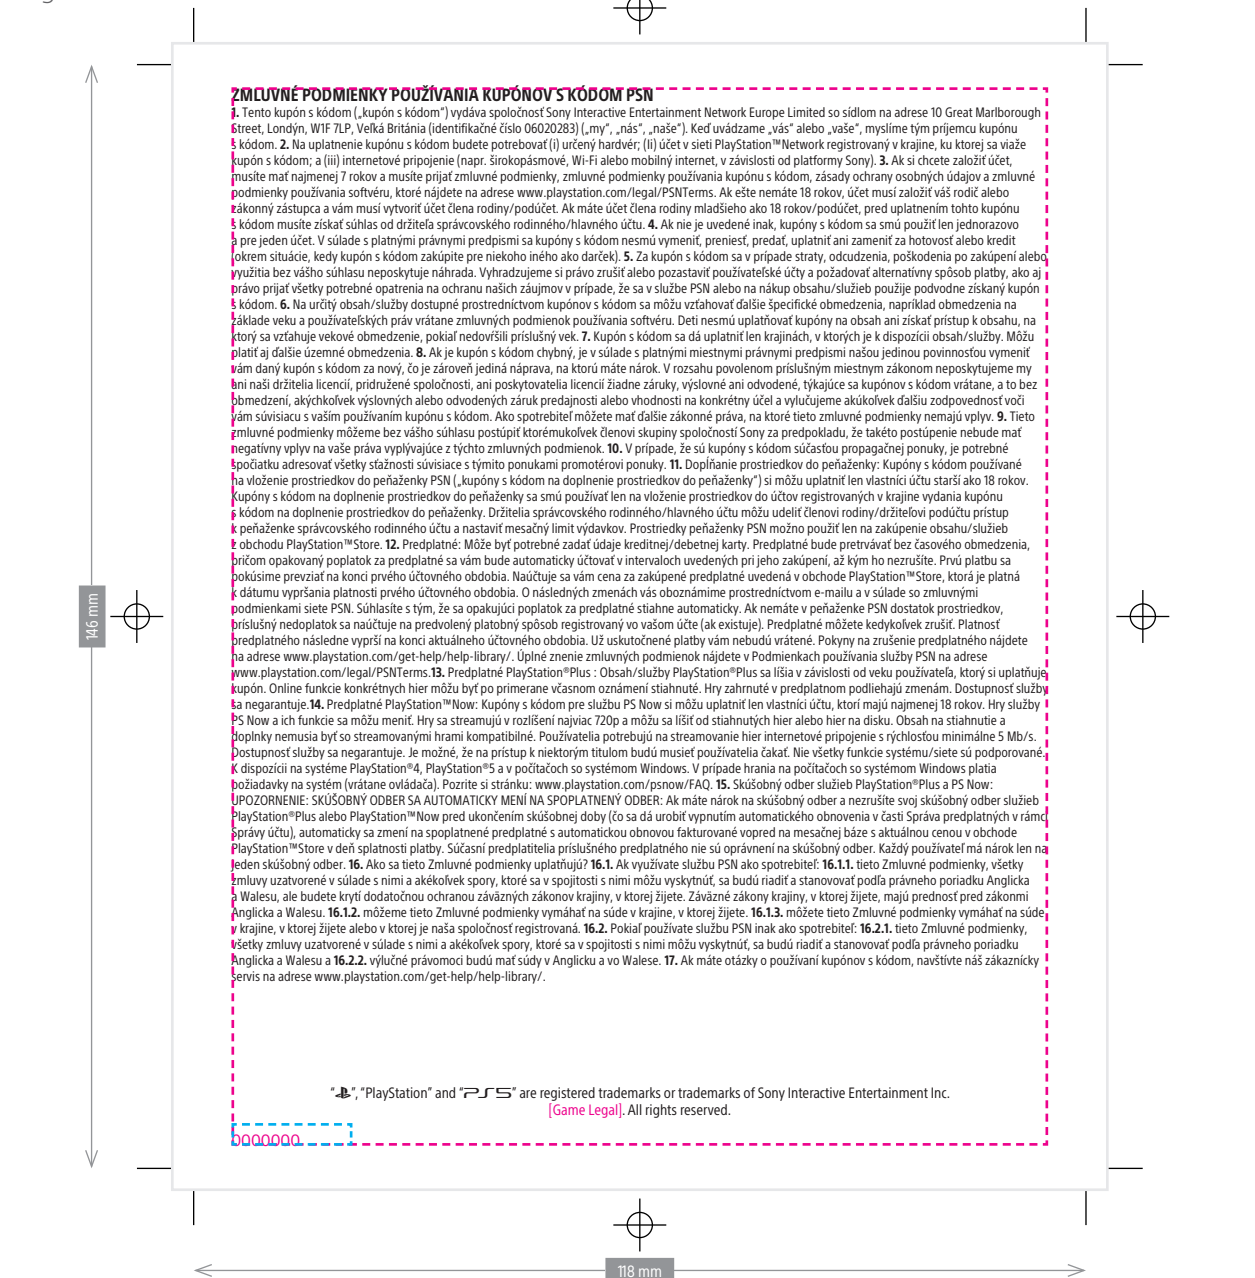 ZMLUVNÉ PODMIENKY POUŽÍVANIA KUPÓNOV S KÓDOM PSN
1. Tento kupón s kódom („kupón s kódom“) vydáva spoločnosť Sony Interactive Entertainment Network Europe Limited so sídlom na adrese 10 Great Marlborough
Street, Londýn, W1F 7LP, Veľká Británia (identifikačné číslo 06020283) („my“, „nás“, „naše“). Keď uvádzame „vás“ alebo „vaše“, myslíme tým príjemcu kupónu
s kódom. 2. Na uplatnenie kupónu s kódom budete potrebovať (i) určený hardvér; (Ii) účet v sieti PlayStation™Network registrovaný v krajine, ku ktorej sa viaže
kupón s kódom; a (iii) internetové pripojenie (napr. širokopásmové, Wi-Fi alebo mobilný internet, v závislosti od platformy Sony). 3. Ak si chcete založiť účet,
musíte mať najmenej 7 rokov a musíte prijať zmluvné podmienky, zmluvné podmienky používania kupónu s kódom, zásady ochrany osobných údajov a zmluvné
podmienky používania softvéru, ktoré nájdete na adrese www.playstation.com/legal/PSNTerms. Ak ešte nemáte 18 rokov, účet musí založiť váš rodič alebo
zákonný zástupca a vám musí vytvoriť účet člena rodiny/podúčet. Ak máte účet člena rodiny mladšieho ako 18 rokov/podúčet, pred uplatnením tohto kupónu
s kódom musíte získať súhlas od držiteľa správcovského rodinného/hlavného účtu. 4. Ak nie je uvedené inak, kupóny s kódom sa smú použiť len jednorazovo
a pre jeden účet. V súlade s platnými právnymi predpismi sa kupóny s kódom nesmú vymeniť, preniesť, predať, uplatniť ani zameniť za hotovosť alebo kredit
(okrem situácie, kedy kupón s kódom zakúpite pre niekoho iného ako darček). 5. Za kupón s kódom sa v prípade straty, odcudzenia, poškodenia po zakúpení alebo
využitia bez vášho súhlasu neposkytuje náhrada. Vyhradzujeme si právo zrušiť alebo pozastaviť používateľské účty a požadovať alternatívny spôsob platby, ako aj
právo prijať všetky potrebné opatrenia na ochranu našich záujmov v prípade, že sa v službe PSN alebo na nákup obsahu/služieb použije podvodne získaný kupón
s kódom. 6. Na určitý obsah/služby dostupné prostredníctvom kupónov s kódom sa môžu vzťahovať ďalšie špecifické obmedzenia, napríklad obmedzenia na
základe veku a používateľských práv vrátane zmluvných podmienok používania softvéru. Deti nesmú uplatňovať kupóny na obsah ani získať prístup k obsahu, na
ktorý sa vzťahuje vekové obmedzenie, pokiaľ nedovŕšili príslušný vek. 7. Kupón s kódom sa dá uplatniť len krajinách, v ktorých je k dispozícii obsah/služby. Môžu
platiť aj ďalšie územné obmedzenia. 8. Ak je kupón s kódom chybný, je v súlade s platnými miestnymi právnymi predpismi našou jedinou povinnosťou vymeniť
vám daný kupón s kódom za nový, čo je zároveň jediná náprava, na ktorú máte nárok. V rozsahu povolenom príslušným miestnym zákonom neposkytujeme my
ani naši držitelia licencií, pridružené spoločnosti, ani poskytovatelia licencií žiadne záruky, výslovné ani odvodené, týkajúce sa kupónov s kódom vrátane, a to bez
obmedzení, akýchkoľvek výslovných alebo odvodených záruk predajnosti alebo vhodnosti na konkrétny účel a vylučujeme akúkoľvek ďalšiu zodpovednosť voči
vám súvisiacu s vaším používaním kupónu s kódom. Ako spotrebiteľ môžete mať ďalšie zákonné práva, na ktoré tieto zmluvné podmienky nemajú vplyv. 9. Tieto
zmluvné podmienky môžeme bez vášho súhlasu postúpiť ktorémukoľvek členovi skupiny spoločností Sony za predpokladu, že takéto postúpenie nebude mať
negatívny vplyv na vaše práva vyplývajúce z týchto zmluvných podmienok. 10. V prípade, že sú kupóny s kódom súčasťou propagačnej ponuky, je potrebné
spočiatku adresovať všetky sťažnosti súvisiace s týmito ponukami promotérovi ponuky. 11. Dopĺňanie prostriedkov do peňaženky: Kupóny s kódom používané
na vloženie prostriedkov do peňaženky PSN („kupóny s kódom na doplnenie prostriedkov do peňaženky“) si môžu uplatniť len vlastníci účtu starší ako 18 rokov.
Kupóny s kódom na doplnenie prostriedkov do peňaženky sa smú používať len na vloženie prostriedkov do účtov registrovaných v krajine vydania kupónu
s kódom na doplnenie prostriedkov do peňaženky. Držitelia správcovského rodinného/hlavného účtu môžu udeliť členovi rodiny/držiteľovi podúčtu prístup
k peňaženke správcovského rodinného účtu a nastaviť mesačný limit výdavkov. Prostriedky peňaženky PSN možno použiť len na zakúpenie obsahu/služieb
z obchodu PlayStation™Store. 12. Predplatné: Môže byť potrebné zadať údaje kreditnej/debetnej karty. Predplatné bude pretrvávať bez časového obmedzenia,
pričom opakovaný poplatok za predplatné sa vám bude automaticky účtovať v intervaloch uvedených pri jeho zakúpení, až kým ho nezrušíte. Prvú platbu sa
pokúsime prevziať na konci prvého účtovného obdobia. Naúčtuje sa vám cena za zakúpené predplatné uvedená v obchode PlayStation™Store, ktorá je platná
k dátumu vypršania platnosti prvého účtovného obdobia. O následných zmenách vás oboznámime prostredníctvom e-mailu a v súlade so zmluvnými
podmienkami siete PSN. Súhlasíte s tým, že sa opakujúci poplatok za predplatné stiahne automaticky. Ak nemáte v peňaženke PSN dostatok prostriedkov,
príslušný nedoplatok sa naúčtuje na predvolený platobný spôsob registrovaný vo vašom účte (ak existuje). Predplatné môžete kedykoľvek zrušiť. Platnosť
predplatného následne vyprší na konci aktuálneho účtovného obdobia. Už uskutočnené platby vám nebudú vrátené. Pokyny na zrušenie predplatného nájdete
na adrese www.playstation.com/get-help/help-library/. Úplné znenie zmluvných podmienok nájdete v Podmienkach používania služby PSN na adrese
www.playstation.com/legal/PSNTerms.13. Predplatné PlayStation®Plus : Obsah/služby PlayStation®Plus sa líšia v závislosti od veku používateľa, ktorý si uplatňuje
kupón. Online funkcie konkrétnych hier môžu byť po primerane včasnom oznámení stiahnuté. Hry zahrnuté v predplatnom podliehajú zmenám. Dostupnosť služby
sa negarantuje.14. Predplatné PlayStation™Now: Kupóny s kódom pre službu PS Now si môžu uplatniť len vlastníci účtu, ktorí majú najmenej 18 rokov. Hry služby
PS Now a ich funkcie sa môžu meniť. Hry sa streamujú v rozlíšení najviac 720p a môžu sa líšiť od stiahnutých hier alebo hier na disku. Obsah na stiahnutie a
doplnky nemusia byť so streamovanými hrami kompatibilné. Používatelia potrebujú na streamovanie hier internetové pripojenie s rýchlosťou minimálne 5 Mb/s.
Dostupnosť služby sa negarantuje. Je možné, že na prístup k niektorým titulom budú musieť používatelia čakať. Nie všetky funkcie systému/siete sú podporované.
K dispozícii na systéme PlayStation®4, PlayStation®5 a v počítačoch so systémom Windows. V prípade hrania na počítačoch so systémom Windows platia
požiadavky na systém (vrátane ovládača). Pozrite si stránku: www.playstation.com/psnow/FAQ. 15. Skúšobný odber služieb PlayStation®Plus a PS Now:
UPOZORNENIE: SKÚŠOBNÝ ODBER SA AUTOMATICKY MENÍ NA SPOPLATNENÝ ODBER: Ak máte nárok na skúšobný odber a nezrušíte svoj skúšobný odber služieb
PlayStation®Plus alebo PlayStation™Now pred ukončením skúšobnej doby (čo sa dá urobiť vypnutím automatického obnovenia v časti Správa predplatných v rámci
Správy účtu), automaticky sa zmení na spoplatnené predplatné s automatickou obnovou fakturované vopred na mesačnej báze s aktuálnou cenou v obchode
PlayStation™Store v deň splatnosti platby. Súčasní predplatitelia príslušného predplatného nie sú oprávnení na skúšobný odber. Každý používateľ má nárok len na
jeden skúšobný odber. 16. Ako sa tieto Zmluvné podmienky uplatňujú? 16.1. Ak využívate službu PSN ako spotrebiteľ: 16.1.1. tieto Zmluvné podmienky, všetky
zmluvy uzatvorené v súlade s nimi a akékoľvek spory, ktoré sa v spojitosti s nimi môžu vyskytnúť, sa budú riadiť a stanovovať podľa právneho poriadku Anglicka
a Walesu, ale budete krytí dodatočnou ochranou záväzných zákonov krajiny, v ktorej žijete. Záväzné zákony krajiny, v ktorej žijete, majú prednosť pred zákonmi
Anglicka a Walesu. 16.1.2. môžeme tieto Zmluvné podmienky vymáhať na súde v krajine, v ktorej žijete. 16.1.3. môžete tieto Zmluvné podmienky vymáhať na súde
v krajine, v ktorej žijete alebo v ktorej je naša spoločnosť registrovaná. 16.2. Pokiaľ používate službu PSN inak ako spotrebiteľ: 16.2.1. tieto Zmluvné podmienky,
všetky zmluvy uzatvorené v súlade s nimi a akékoľvek spory, ktoré sa v spojitosti s nimi môžu vyskytnúť, sa budú riadiť a stanovovať podľa právneho poriadku
Anglicka a Walesu a 16.2.2. výlučné právomoci budú mať súdy v Anglicku a vo Walese. 17. Ak máte otázky o používaní kupónov s kódom, navštívte náš zákaznícky
servis na adrese www.playstation.com/get-help/help-library/.
146 mm
“ ”, “PlayStation” and “PS5” are registered trademarks or trademarks of Sony Interactive Entertainment Inc.
[Game Legal]. All rights reserved.
0000000
118 mm